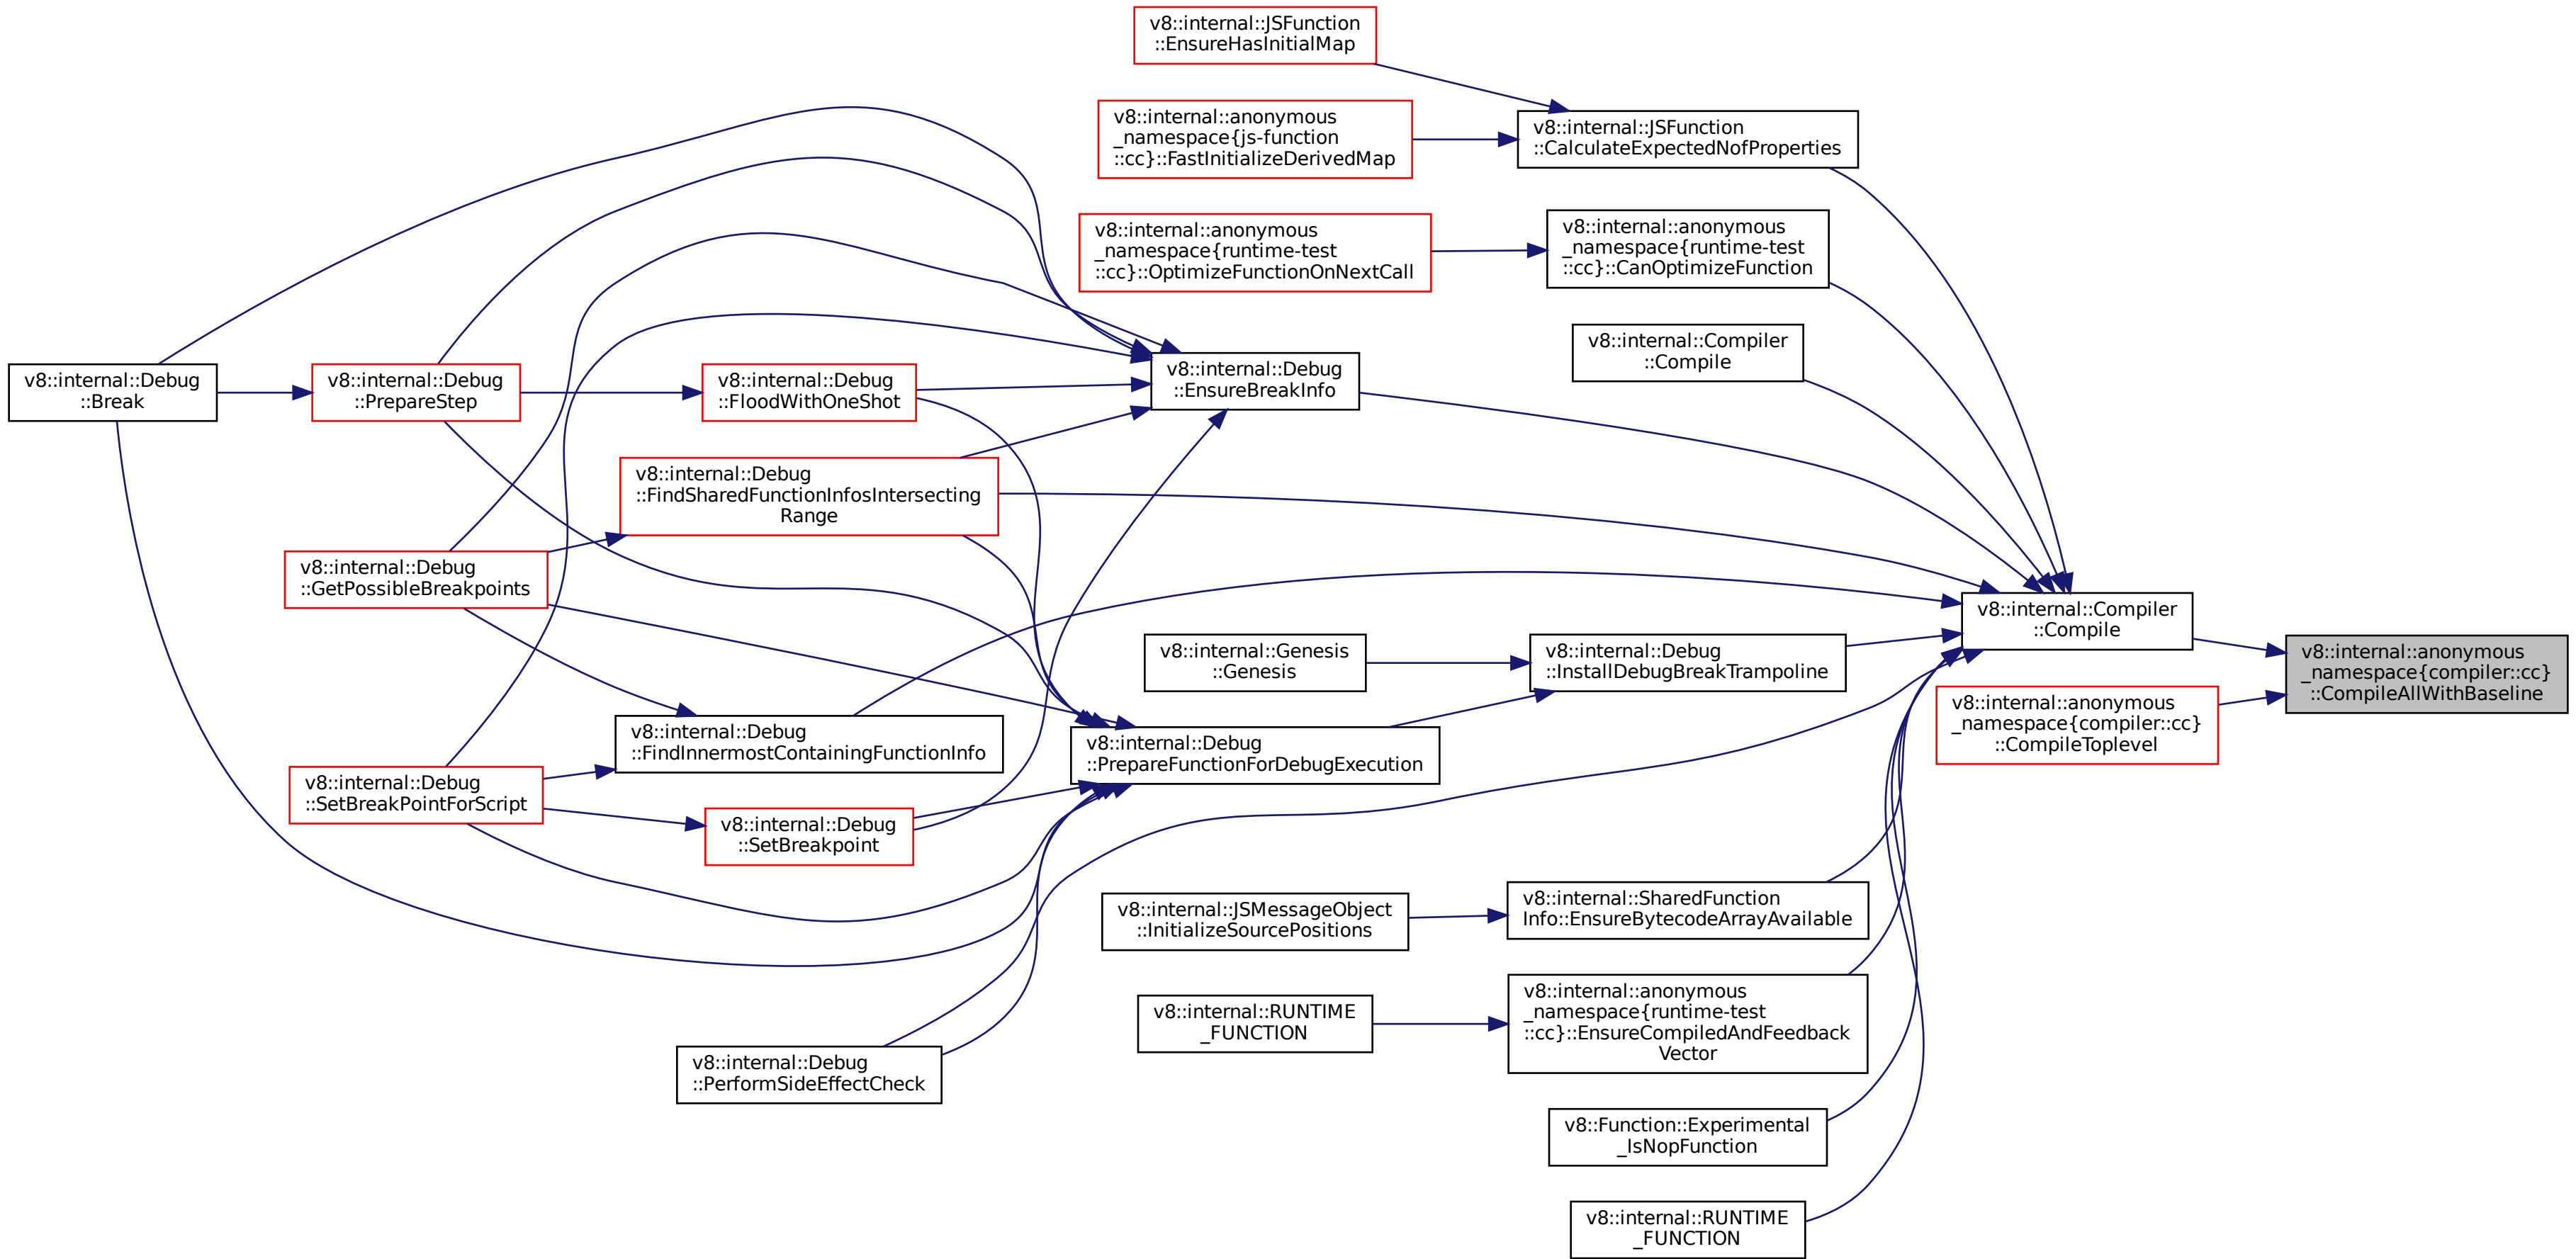 v8::internal::JSFunction
::EnsureHasInitialMap
v8::internal::anonymous
_namespace{js-function
::cc}::FastInitializeDerivedMap
v8::internal::JSFunction
::CalculateExpectedNofProperties
v8::internal::anonymous
_namespace{runtime-test
::cc}::OptimizeFunctionOnNextCall
v8::internal::anonymous
_namespace{runtime-test
::cc}::CanOptimizeFunction
v8::internal::Compiler
::Compile
v8::internal::Debug
::Break
v8::internal::Debug
::PrepareStep
v8::internal::Debug
::FloodWithOneShot
v8::internal::Debug
::EnsureBreakInfo
v8::internal::Debug
::FindSharedFunctionInfosIntersecting
Range
v8::internal::Debug
::GetPossibleBreakpoints
v8::internal::Compiler
::Compile
v8::internal::Genesis
::Genesis
v8::internal::Debug
::InstallDebugBreakTrampoline
v8::internal::anonymous
_namespace{compiler::cc}
::CompileAllWithBaseline
v8::internal::anonymous
_namespace{compiler::cc}
::CompileToplevel
v8::internal::Debug
::FindInnermostContainingFunctionInfo
v8::internal::Debug
::PrepareFunctionForDebugExecution
v8::internal::Debug
::SetBreakPointForScript
v8::internal::Debug
::SetBreakpoint
v8::internal::JSMessageObject
::InitializeSourcePositions
v8::internal::SharedFunction
Info::EnsureBytecodeArrayAvailable
v8::internal::RUNTIME
_FUNCTION
v8::internal::anonymous
_namespace{runtime-test
::cc}::EnsureCompiledAndFeedback
Vector
v8::internal::Debug
::PerformSideEffectCheck
v8::Function::Experimental
_IsNopFunction
v8::internal::RUNTIME
_FUNCTION